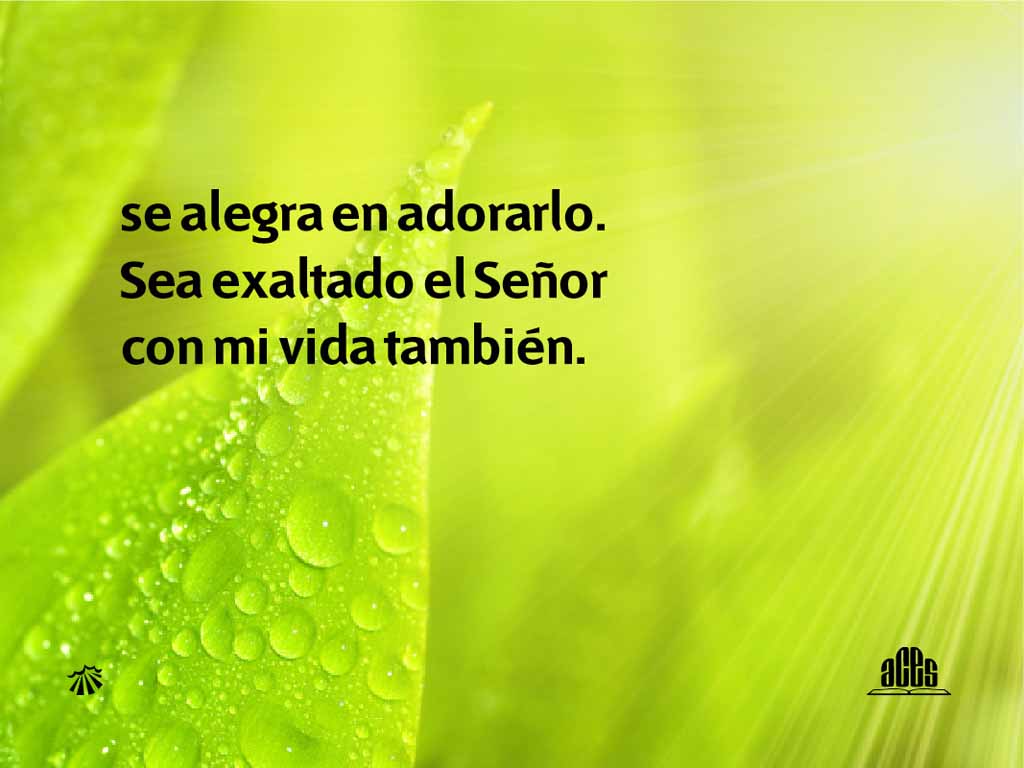 se alegra en adorarlo.
Sea exaltado el Señor
con mi vida también.
aces